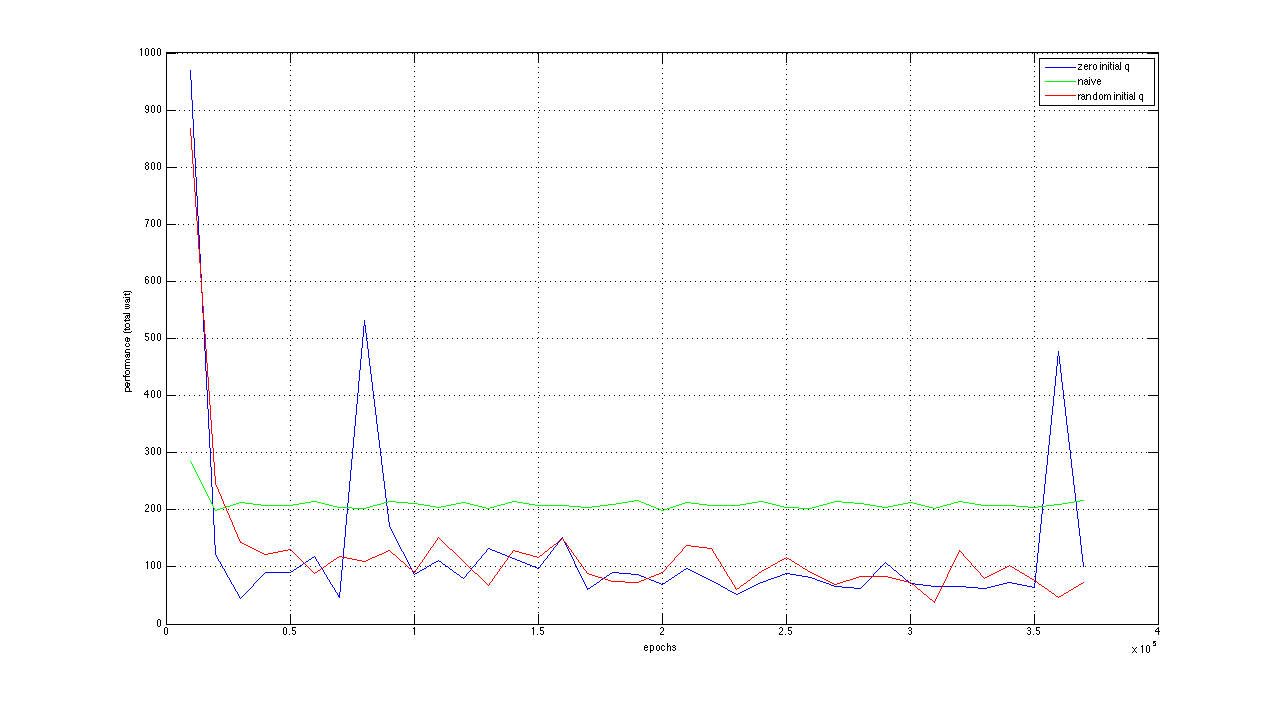 1000
900
800
700
600
500
400
300
200
100
0
performance (total wait)
0 0.5 1 1.5 2 2.5 3 3.5 4
epochs
x 10^5
zero initial q
naive
random initial q